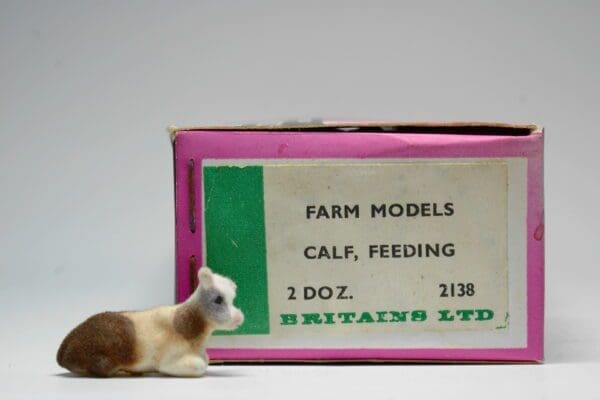 FARM MODELS
CALF, FEEDING
2 DOZ. 2138
BRITAINS LTD